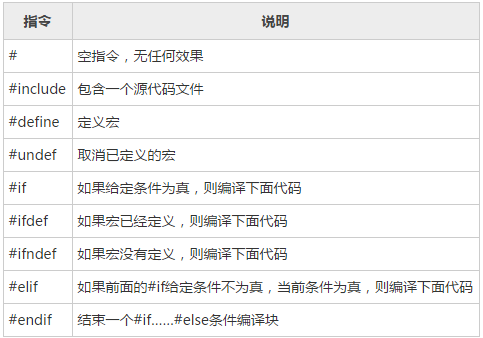 指令 说明
# 空指令，无任何效果
#include 包含一个源代码文件
#define 定义宏
#undef 取消已定义的宏
#if 如果给定条件为真，则编译下面代码
#ifdef 如果宏已经定义，则编译下面代码
#ifndef 如果宏没有定义，则编译下面代码
#elif 如果前面的#if给定条件不为真，当前条件为真，则编译下面代码
#endif 结束一个#if……#else条件编译块